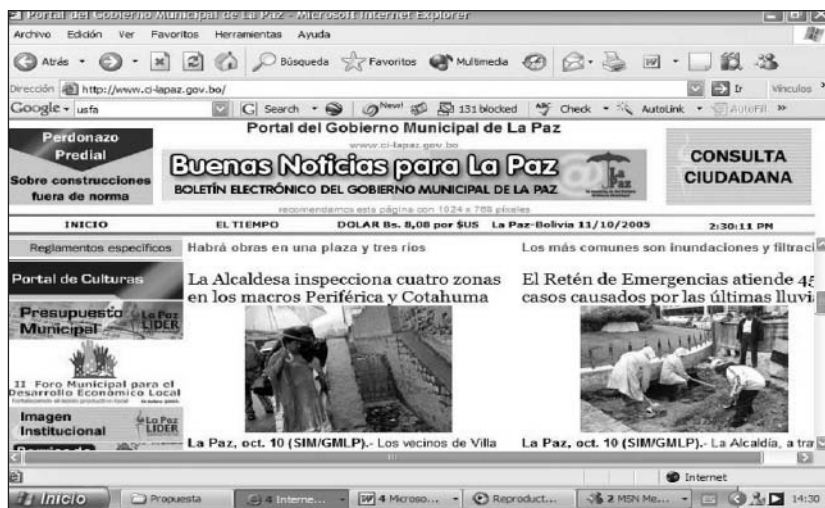 Portal del Gobierno Municipal de La Paz - Microsoft Internet Explorer
Archivo Edición Ver Favoritos Herramientas Ayuda
Atrás Búsqueda Favoritos Multimedia
Dirección http://www.ci-lapaz.gov.bo/ Ir Vínculos »
Google usfa G Search New! 131 blocked ABC Check AutoLink AutoFill »
Perdonazo
Predial
Sobre construcciones
fuera de norma
Portal del Gobierno Municipal de La Paz
www.ci-lapaz.gov.bo
Buenas Noticias para La Paz
BOLETÍN ELECTRÓNICO DEL GOBIERNO MUNICIPAL DE LA PAZ
La Paz
recomendamos esta página con 1024 x 768 píxeles
CONSULTA
CIUDADANA
INICIO EL TIEMPO DOLAR Bs. 8,08 por $US La Paz-Bolivia 11/10/2005 2:30:11 PM
Reglamentos específicos
Portal de Culturas
Presupuesto
Municipal
La Paz
LIDER
II Foro Municipal para el
Desarrollo Económico Local
Imagen
Institucional
La Paz
LIDER
Habrá obras en una plaza y tres ríos
La Alcaldesa inspecciona cuatro zonas
en los macros Periférica y Cotahuma
La Paz, oct. 10 (SIM/GMLP).- Los vecinos de Villa
Los más comunes son inundaciones y filtraci
El Retén de Emergencias atiende 45
casos causados por las últimas lluvi
La Paz, oct. 10 (SIM/GMLP).- La Alcaldía, a tra
Internet
Inicio Propuesta 4 Interne... 4 Microso... Reproduct... 2 MSN Me... 14:30